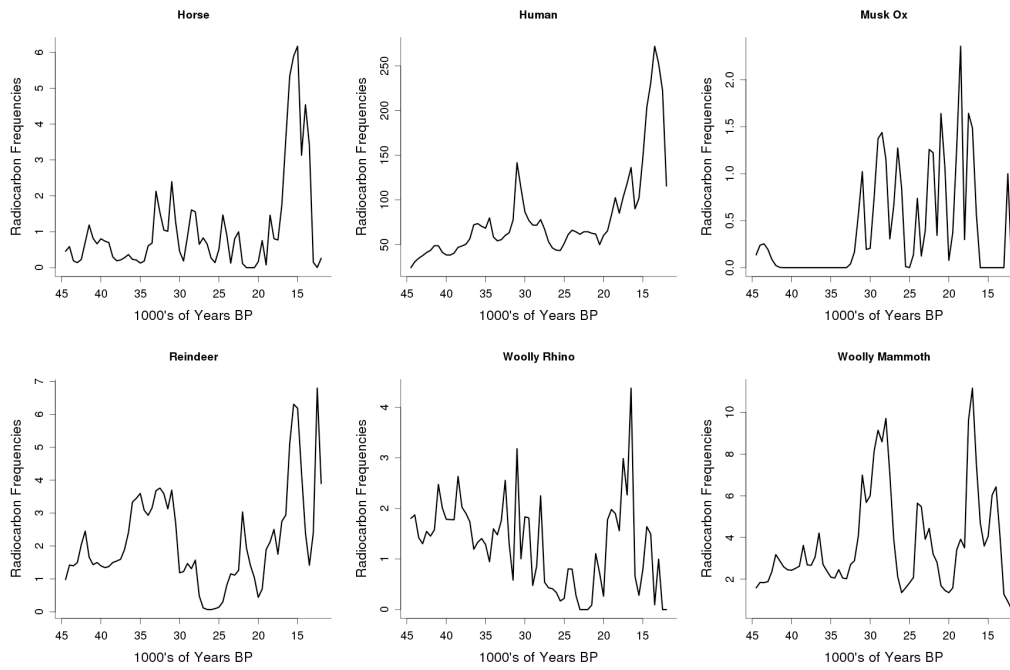 Horse
Human
Musk Ox
Radiocarbon Frequencies
0 1 2 3 4 5 6
Radiocarbon Frequencies
50 100 150 200 250
Radiocarbon Frequencies
0.0 0.5 1.0 1.5 2.0
45 40 35 30 25 20 15
45 40 35 30 25 20 15
45 40 35 30 25 20 15
1000's of Years BP
1000's of Years BP
1000's of Years BP
Reindeer
Woolly Rhino
Woolly Mammoth
Radiocarbon Frequencies
0 1 2 3 4 5 6 7
Radiocarbon Frequencies
0 1 2 3 4
Radiocarbon Frequencies
2 4 6 8 10
45 40 35 30 25 20 15
45 40 35 30 25 20 15
45 40 35 30 25 20 15
1000's of Years BP
1000's of Years BP
1000's of Years BP